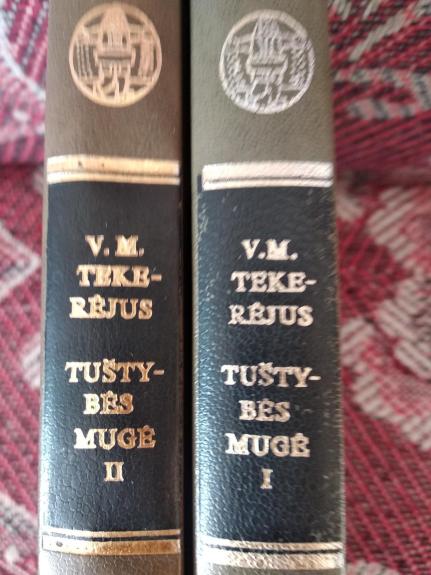 V. M.
TEKE-
RĖJUS
TUŠTY-
BĖS
MUGĖ
II
V.M.
TEKE-
RĖJUS
TUŠTY-
BĖS
MUGĖ
I